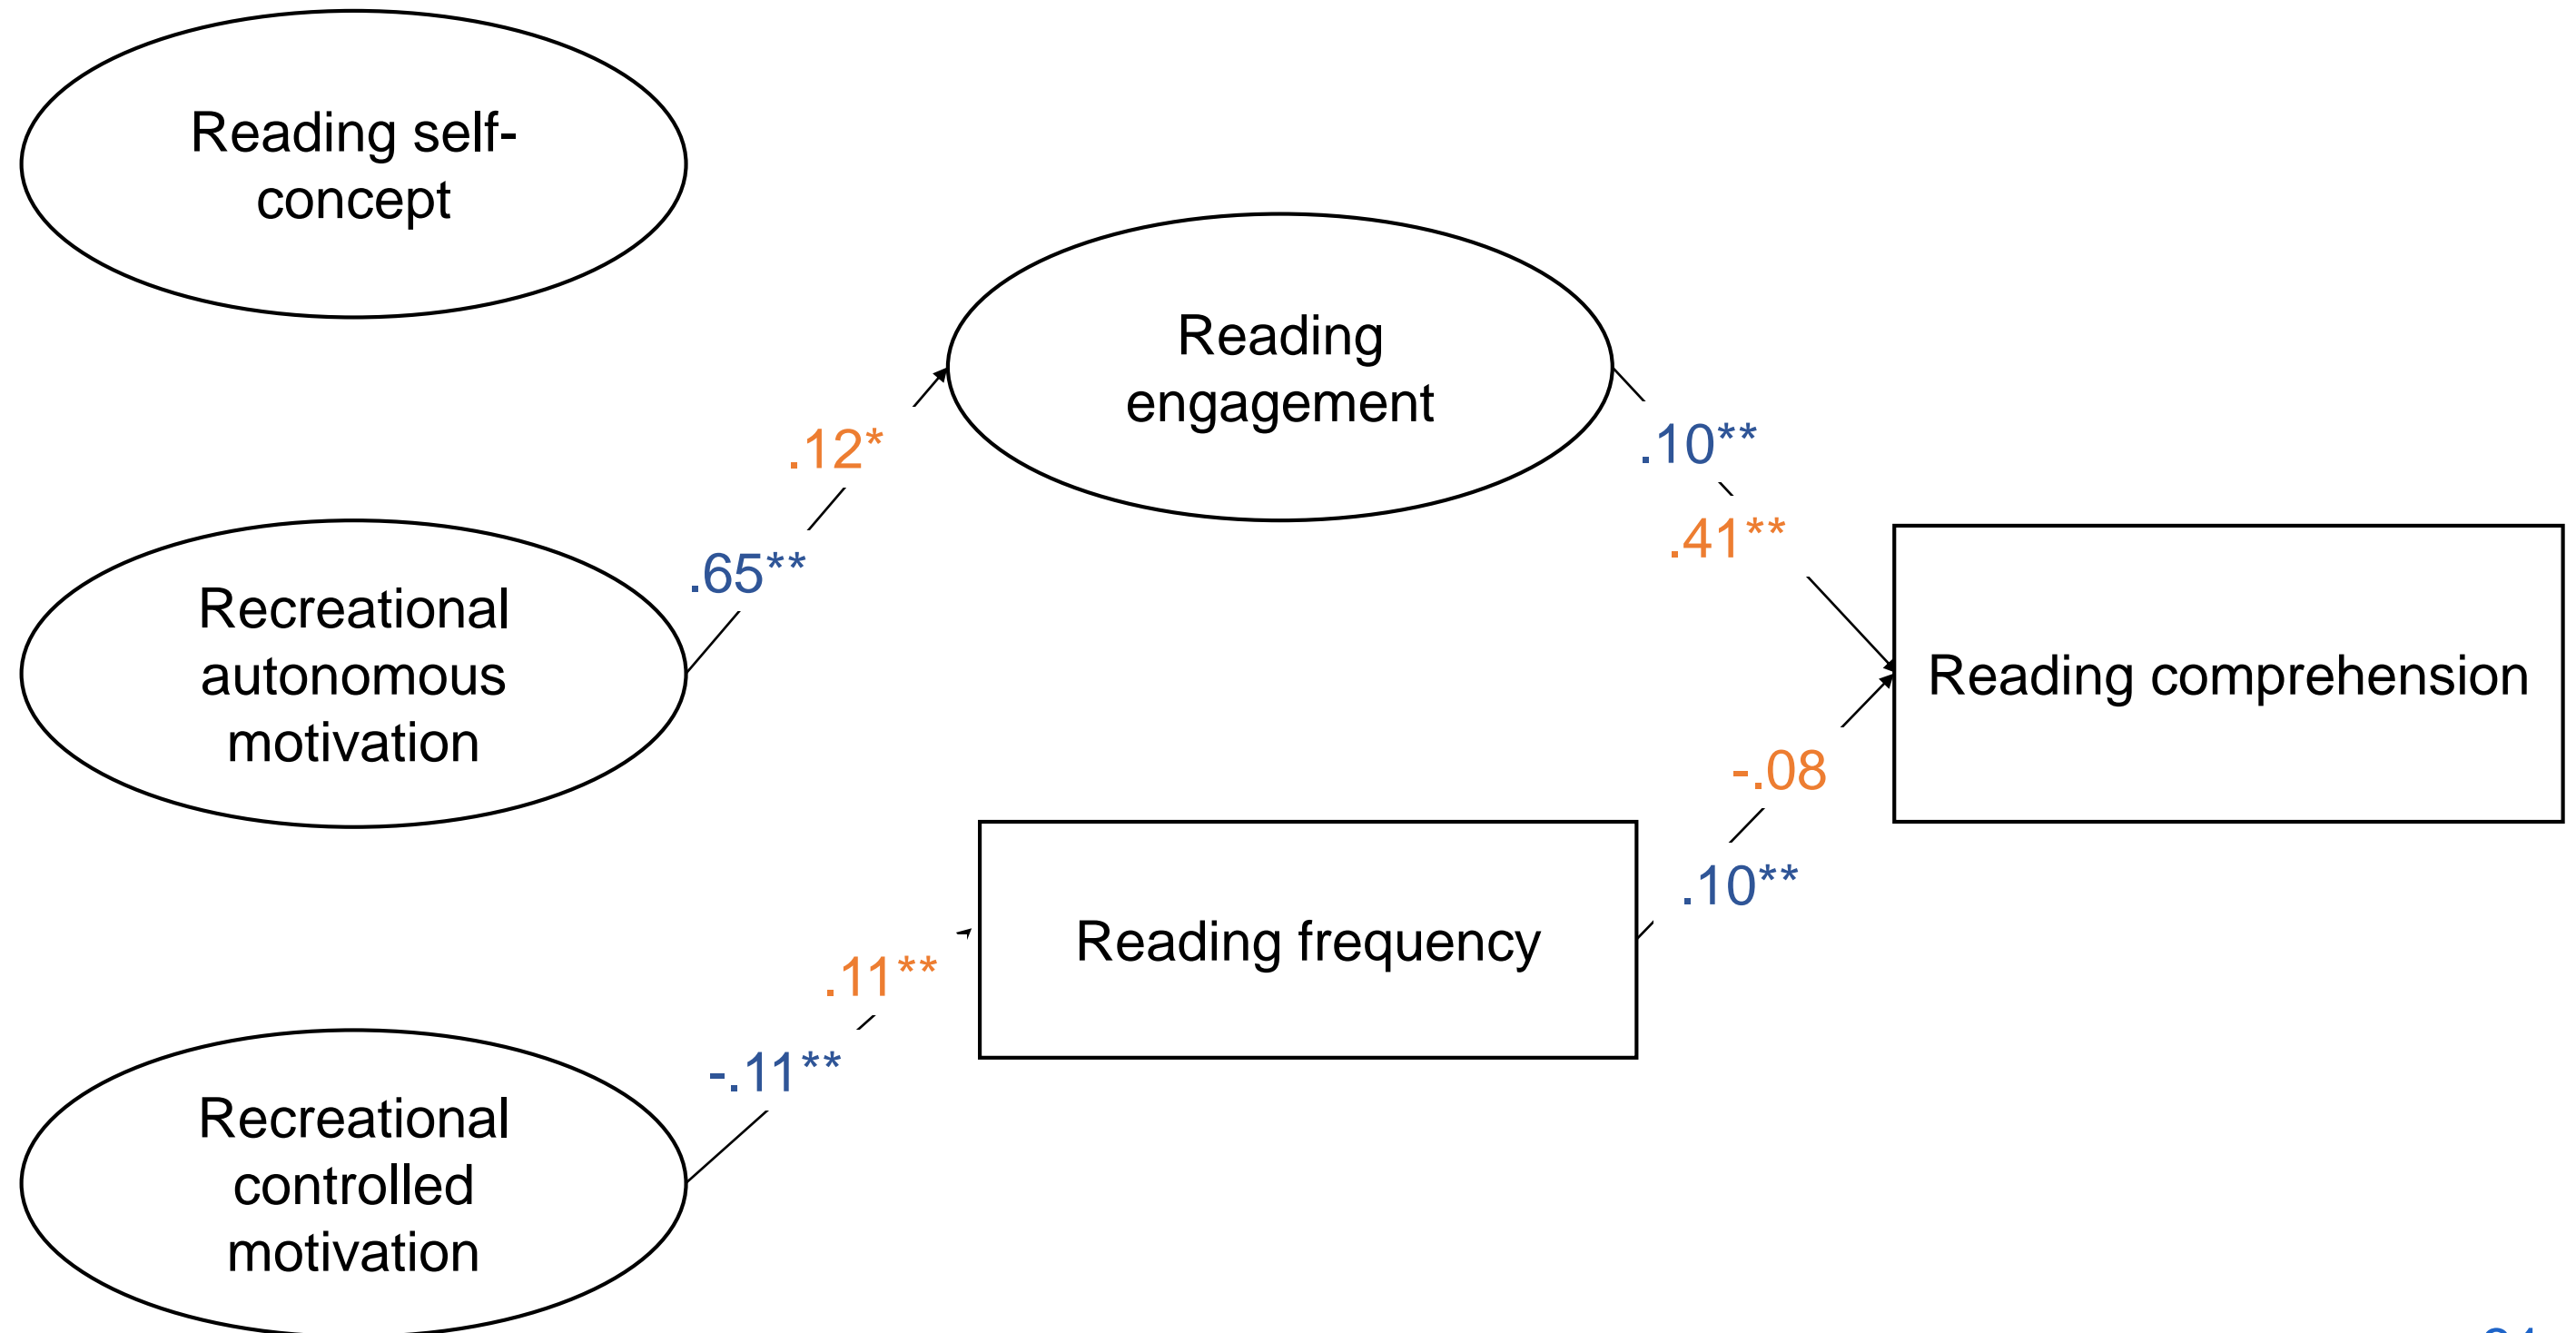 Reading self-
concept
Reading
engagement
.12*
.10**
.41**
.65**
Recreational
autonomous
motivation
Reading comprehension
-.08
.10**
Reading frequency
.11**
-.11**
Recreational
controlled
motivation